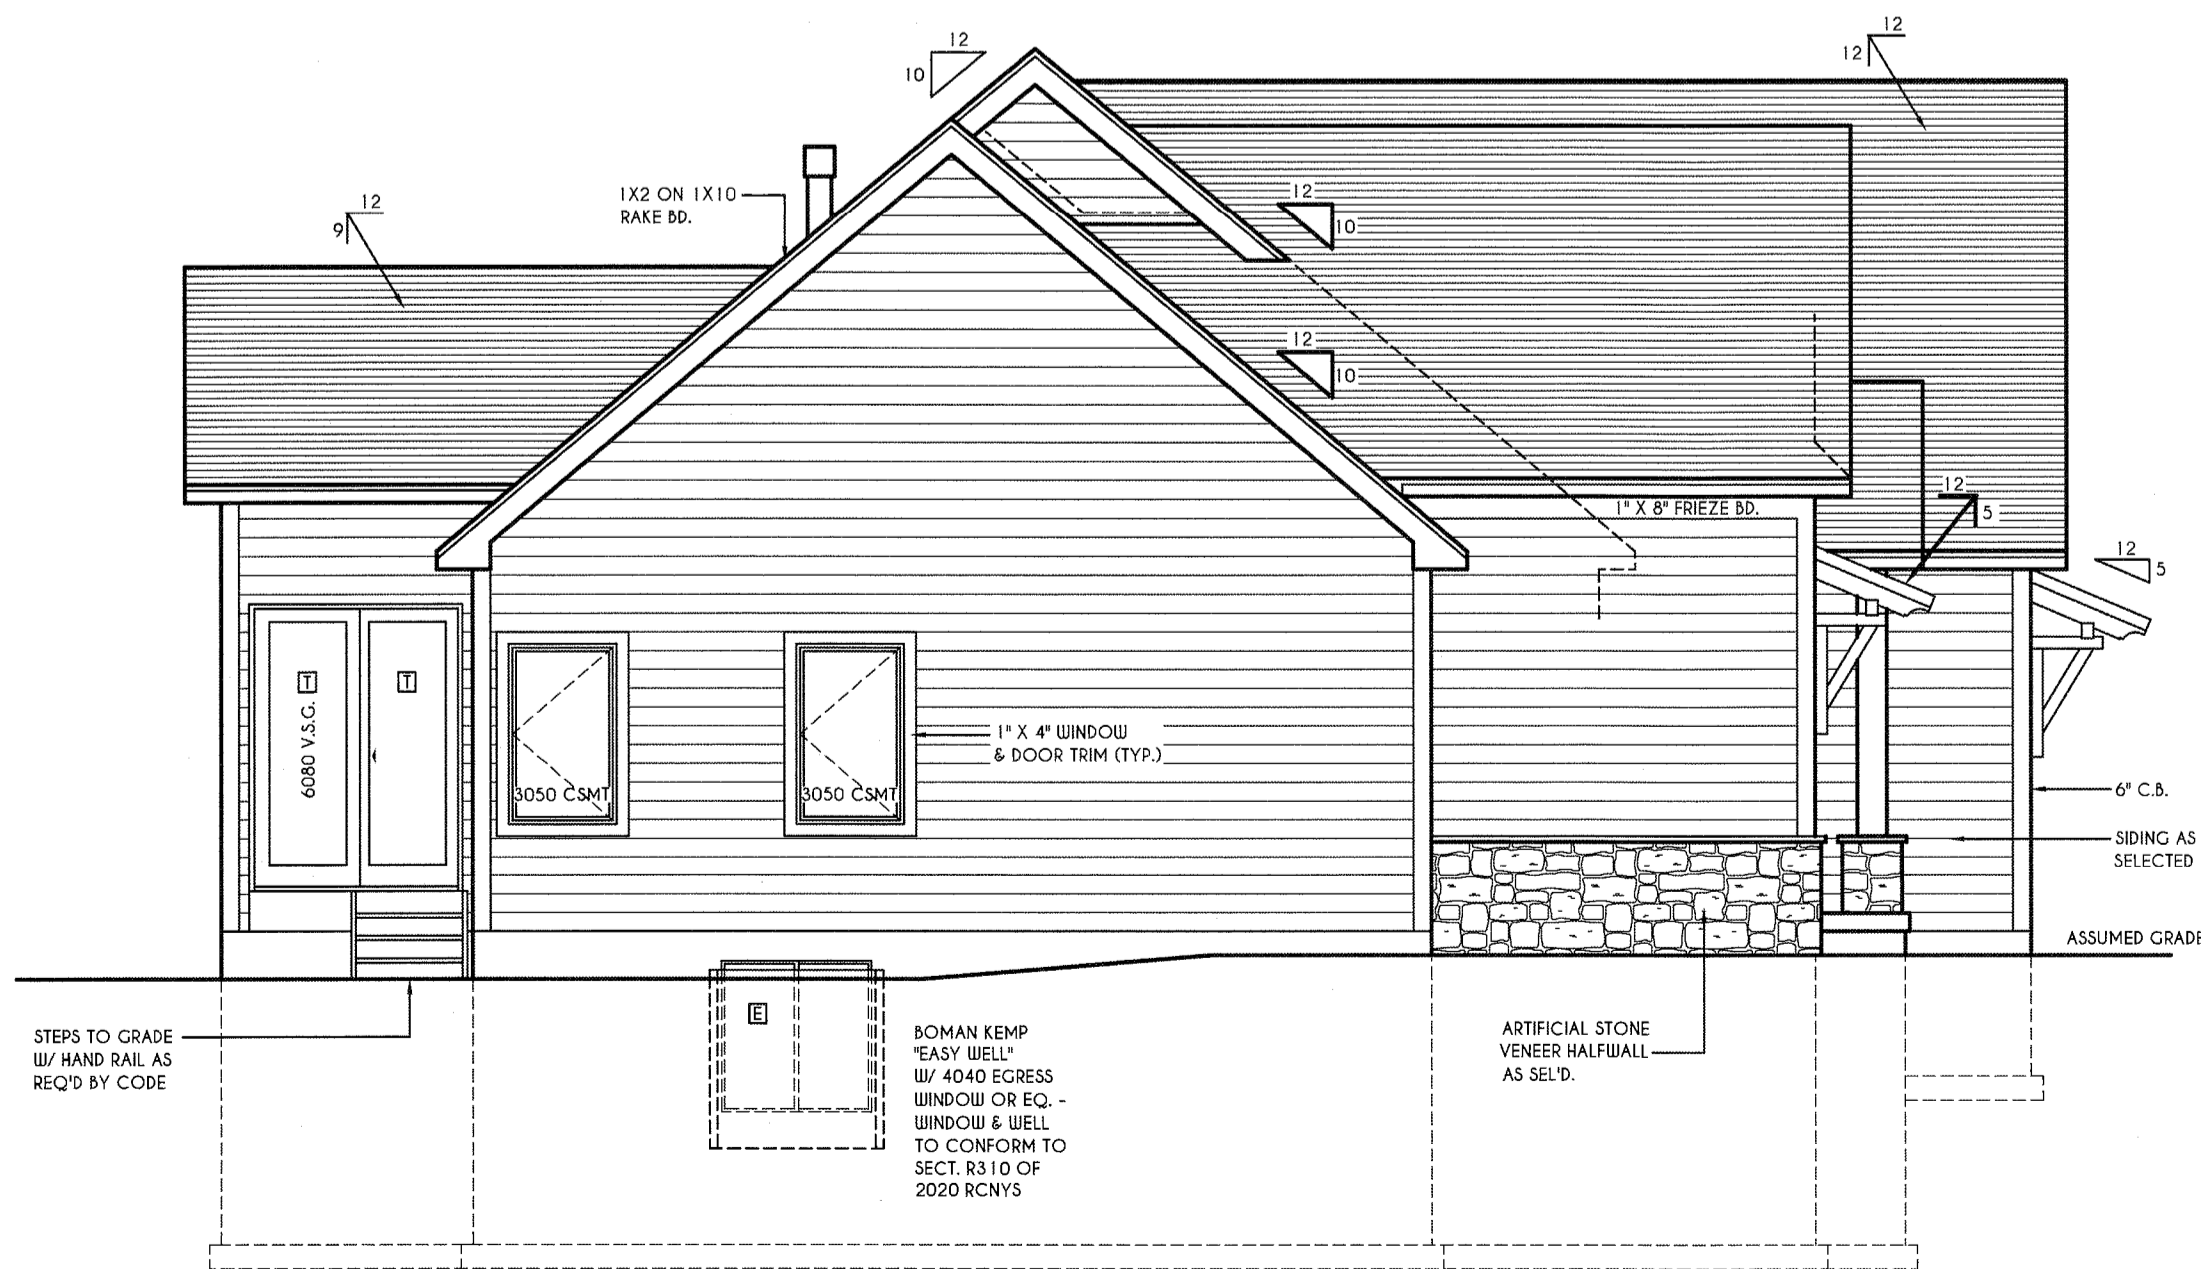 12
10
12
12
1X2 ON 1X10
RAKE BD.
12
9
12
10
12
10
12
5
1" X 8" FRIEZE BD.
12
5
T
T
6080 V.S.G.
3050 CSMT
3050 CSMT
1" X 4" WINDOW
& DOOR TRIM (TYP.)
6" C.B.
SIDING AS
SELECTED
ASSUMED GRADE
STEPS TO GRADE
W/ HAND RAIL AS
REQ'D BY CODE
E
BOMAN KEMP
"EASY WELL"
W/ 4040 EGRESS
WINDOW OR EQ. -
WINDOW & WELL
TO CONFORM TO
SECT. R310 OF
2020 RCNYS
ARTIFICIAL STONE
VENEER HALFWALL
AS SEL'D.